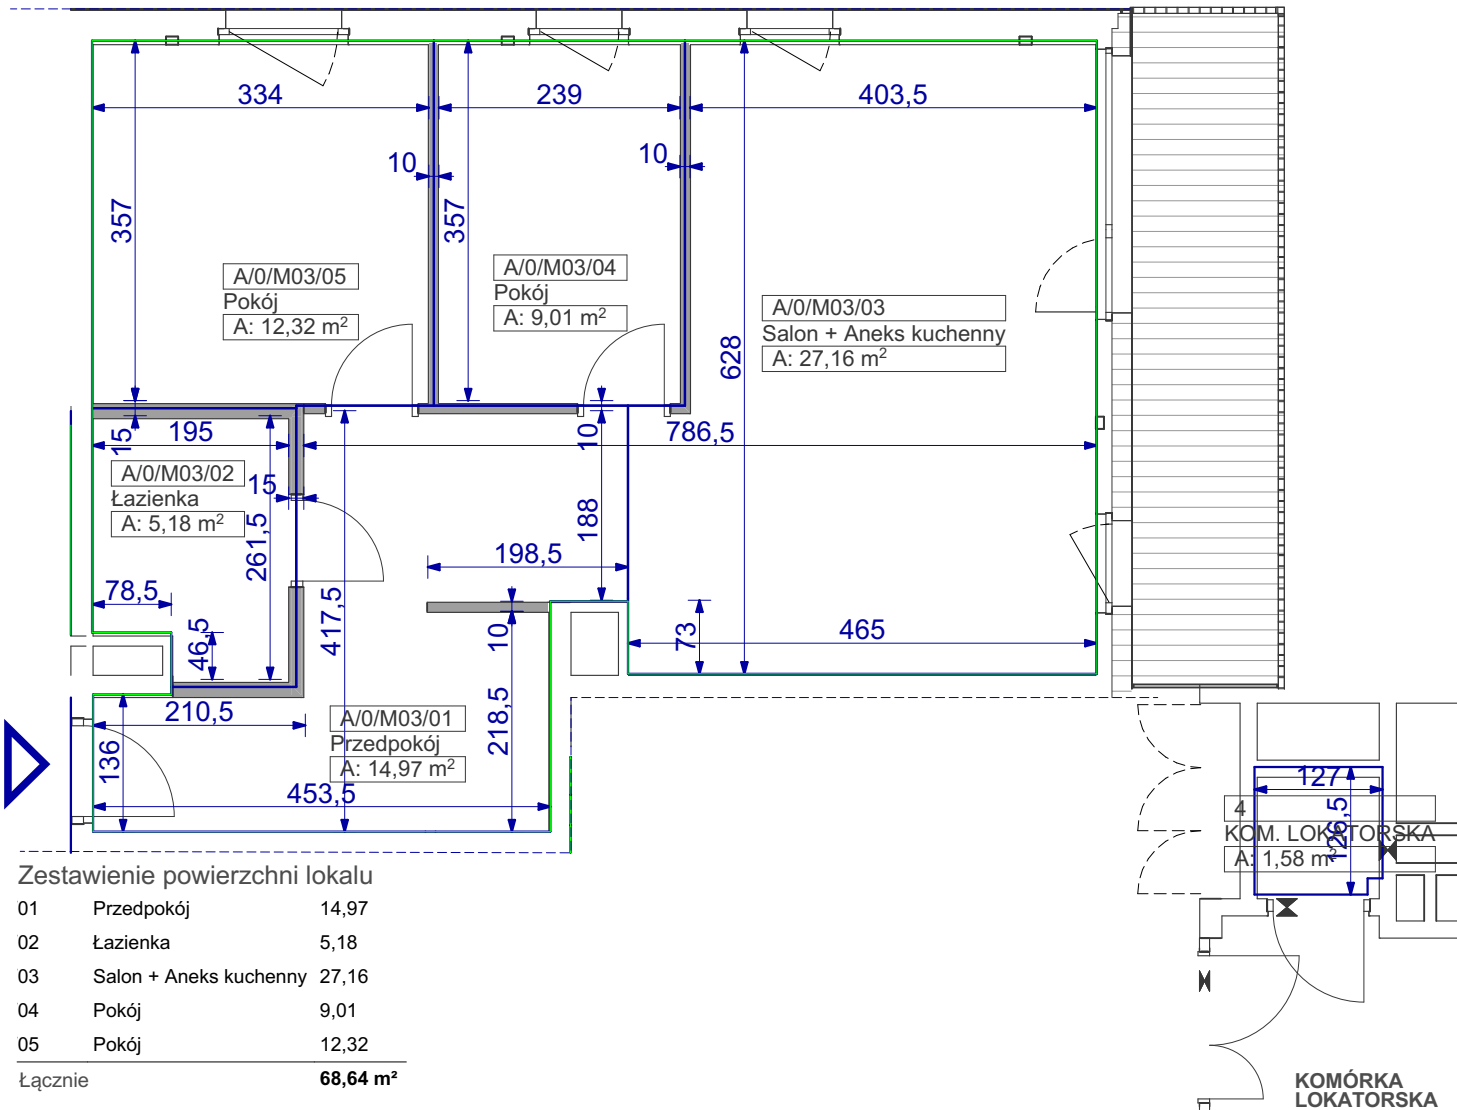 334
239
403,5
10
10
357
357
A/0/M03/05
Pokój
A: 12,32 m²
A/0/M03/04
Pokój
A: 9,01 m²
A/0/M03/03
Salon + Aneks kuchenny
A: 27,16 m²
628
15
195
10
786,5
A/0/M03/02
Łazienka
A: 5,18 m²
15
261,5
188
198,5
78,5
46,5
417,5
10
73
465
210,5
136
A/0/M03/01
Przedpokój
A: 14,97 m²
218,5
453,5
127
126,5
4
KOM. LOKATORSKA
A: 1,58 m²
Zestawienie powierzchni lokalu
01 Przedpokój 14,97
02 Łazienka 5,18
03 Salon + Aneks kuchenny 27,16
04 Pokój 9,01
05 Pokój 12,32
Łącznie 68,64 m²
KOMÓRKA
LOKATORSKA